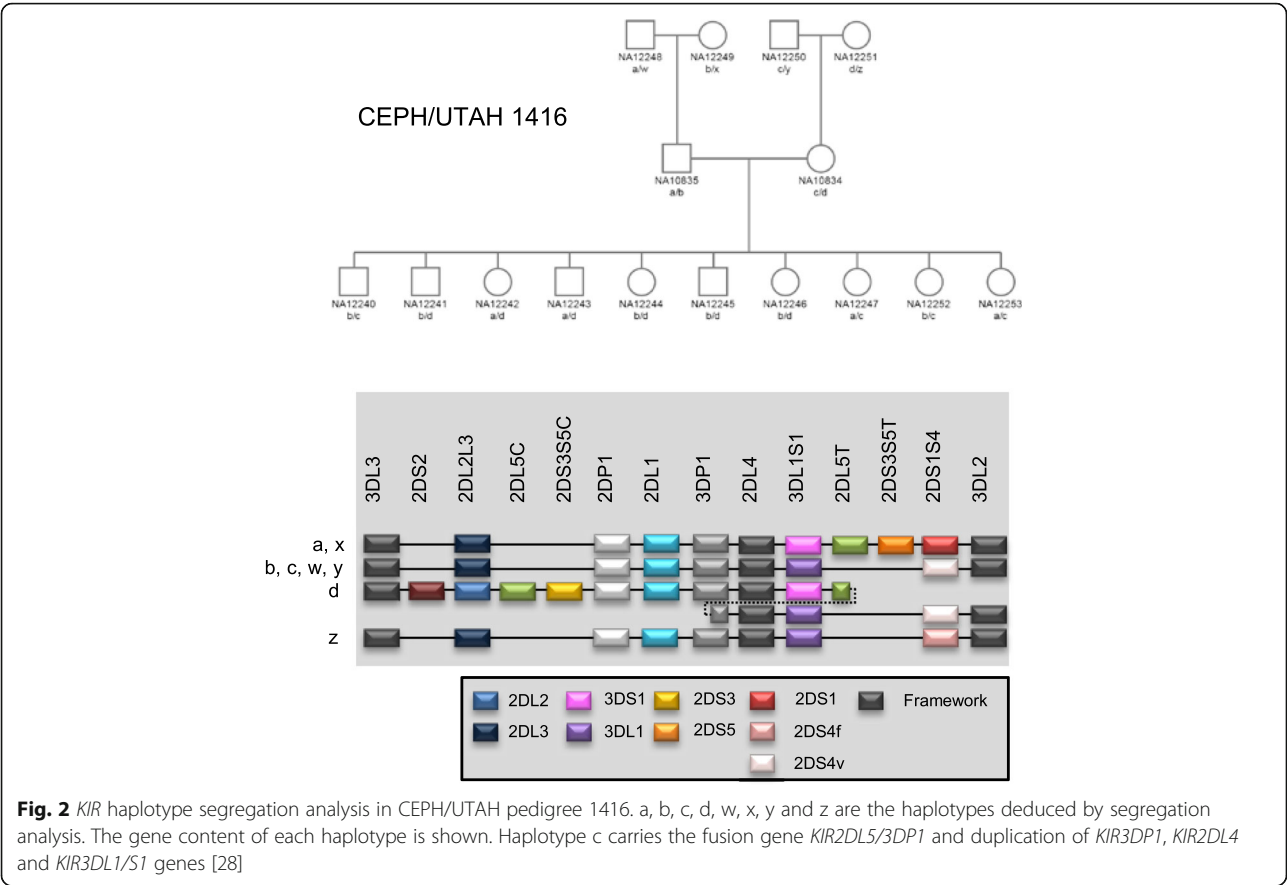 NA12248 NA12249 NA12250 NA12251
a/w b/x c/y d/z
CEPH/UTAH 1416
NA10835 NA10834
a/b c/d
NA12240 NA12241 NA12242 NA12243 NA12244 NA12245 NA12246 NA12247 NA12252 NA12253
b/c b/d a/d a/d b/d b/d b/d a/c b/c a/c
3DL3 2DS2 2DL2L3 2DL5C 2DS3S5C 2DP1 2DL1 3DP1 2DL4 3DL1S1 2DL5T 2DS3S5T 2DS1S4 3DL2
a, x
b, c, w, y
d
z
2DL2 3DS1 2DS3 2DS1 Framework
2DL3 3DL1 2DS5 2DS4f
2DS4v
Fig. 2 KIR haplotype segregation analysis in CEPH/UTAH pedigree 1416. a, b, c, d, w, x, y and z are the haplotypes deduced by segregation
analysis. The gene content of each haplotype is shown. Haplotype c carries the fusion gene KIR2DL5/3DP1 and duplication of KIR3DP1, KIR2DL4
and KIR3DL1/S1 genes [28]